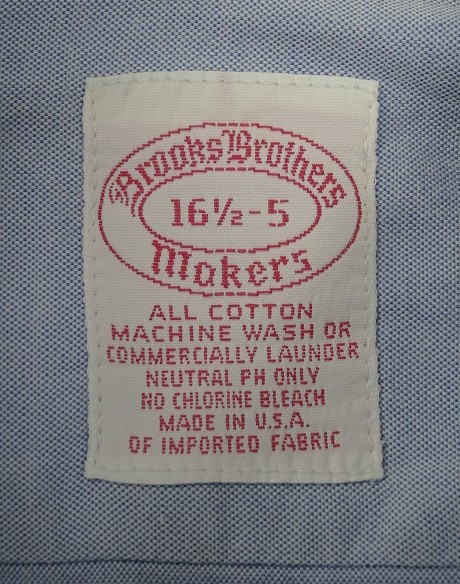 Brooks Brothers
16½-5
Makers
ALL COTTON
MACHINE WASH OR
COMMERCIALLY LAUNDER
NEUTRAL PH ONLY
NO CHLORINE BLEACH
MADE IN U.S.A.
OF IMPORTED FABRIC